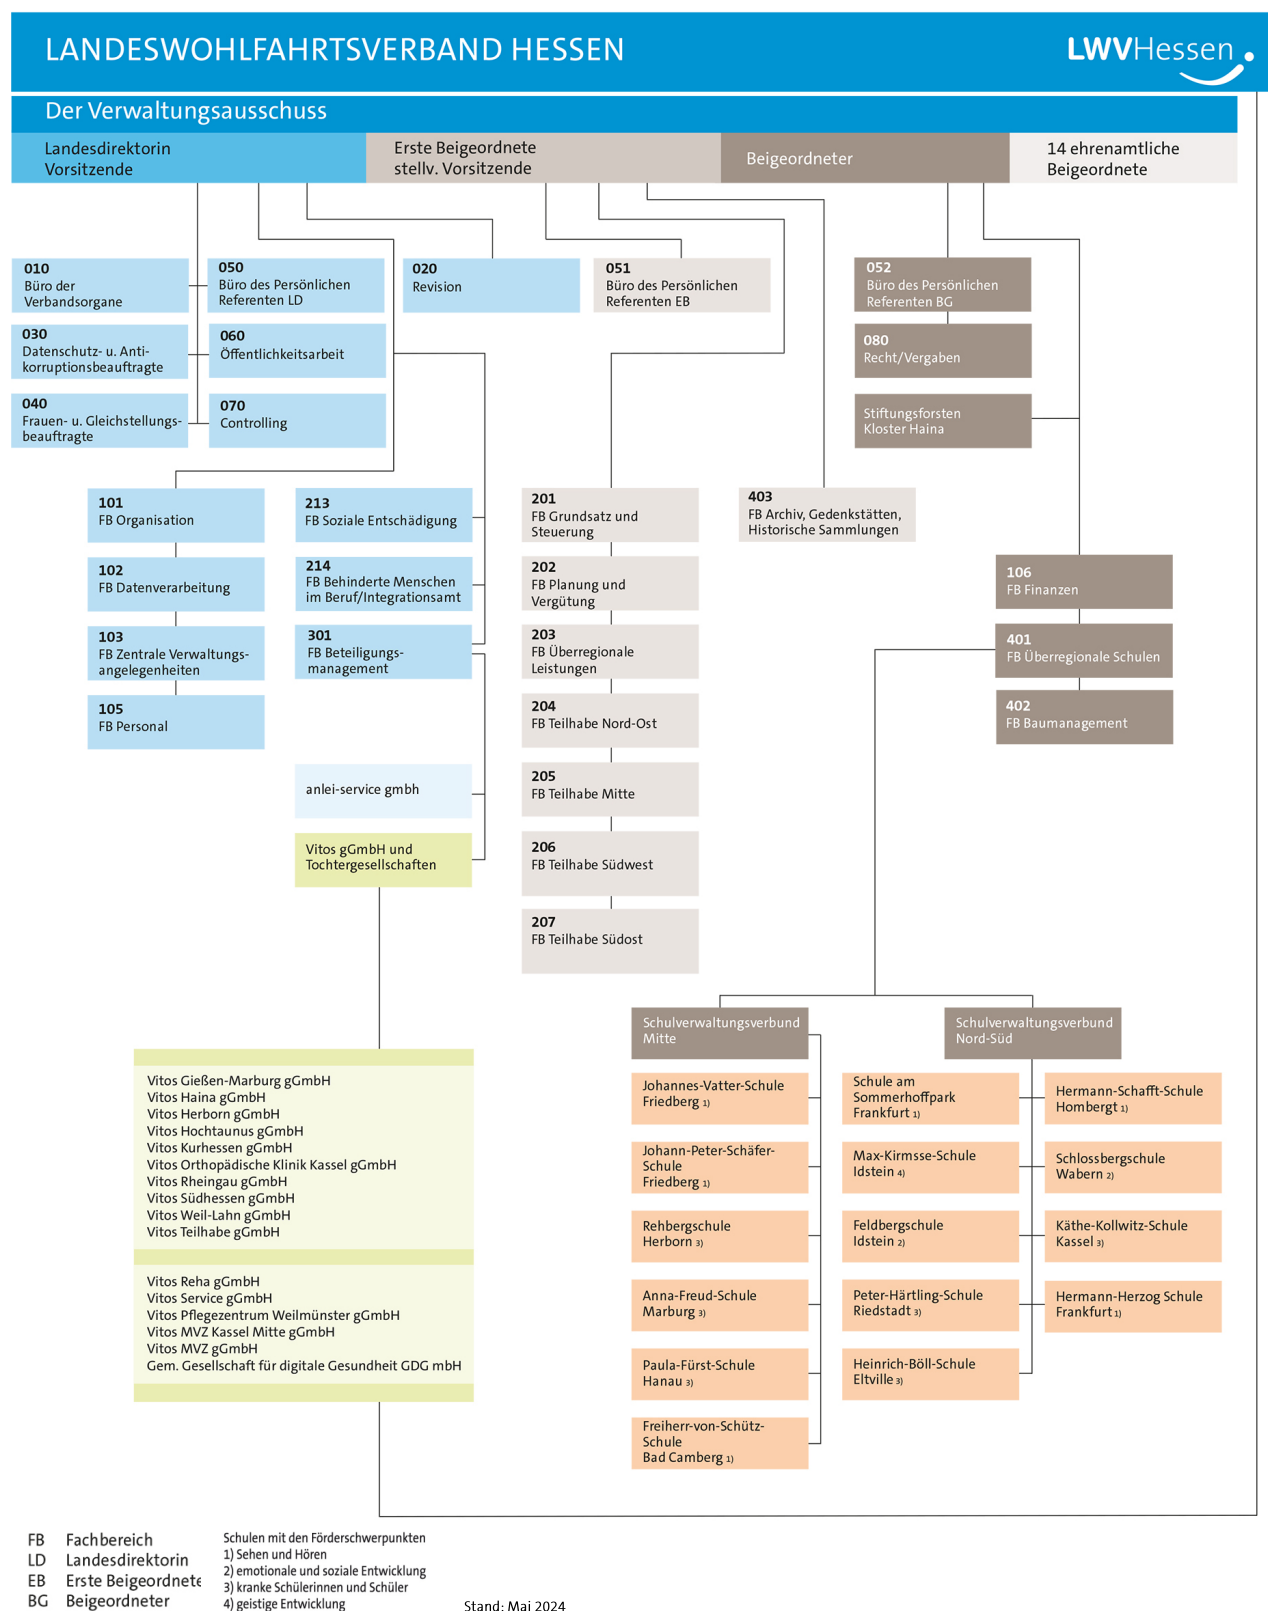 LANDESWOHLFAHRTSVERBAND HESSEN
LWVHessen
Der Verwaltungsausschuss
Landesdirektorin
Vorsitzende
Erste Beigeordnete
stellv. Vorsitzende
Beigeordneter
14 ehrenamtliche
Beigeordnete
010
Büro der
Verbandsorgane
050
Büro des Persönlichen
Referenten LD
020
Revision
051
Büro des Persönlichen
Referenten EB
052
Büro des Persönlichen
Referenten BG
030
Datenschutz- u. Anti-
korruptionsbeauftragte
060
Öffentlichkeitsarbeit
080
Recht/Vergaben
040
Frauen- u. Gleichstellungs-
beauftragte
070
Controlling
Stiftungsforsten
Kloster Haina
101
FB Organisation
102
FB Datenverarbeitung
103
FB Zentrale Verwaltungs-
angelegenheiten
105
FB Personal
213
FB Soziale Entschädigung
214
FB Behinderte Menschen
im Beruf/Integrationsamt
301
FB Beteiligungs-
management
anlei-service gmbh
Vitos gGmbH und
Tochtergesellschaften
201
FB Grundsatz und
Steuerung
202
FB Planung und
Vergütung
203
FB Überregionale
Leistungen
204
FB Teilhabe Nord-Ost
205
FB Teilhabe Mitte
206
FB Teilhabe Südwest
207
FB Teilhabe Südost
403
FB Archiv, Gedenkstätten,
Historische Sammlungen
106
FB Finanzen
401
FB Überregionale Schulen
402
FB Baumanagement
Vitos Gießen-Marburg gGmbH
Vitos Haina gGmbH
Vitos Herborn gGmbH
Vitos Hochtaunus gGmbH
Vitos Kurhessen gGmbH
Vitos Orthopädische Klinik Kassel gGmbH
Vitos Rheingau gGmbH
Vitos Südhessen gGmbH
Vitos Weil-Lahn gGmbH
Vitos Teilhabe gGmbH
Vitos Reha gGmbH
Vitos Service gGmbH
Vitos Pflegezentrum Weilmünster gGmbH
Vitos MVZ Kassel Mitte gGmbH
Vitos MVZ gGmbH
Gem. Gesellschaft für digitale Gesundheit GDG mbH
Schulverwaltungsverbund
Mitte
Johannes-Vatter-Schule
Friedberg 1)
Johann-Peter-Schäfer-
Schule
Friedberg 1)
Rehbergschule
Herborn 3)
Anna-Freud-Schule
Marburg 3)
Paula-Fürst-Schule
Hanau 3)
Freiherr-von-Schütz-
Schule
Bad Camberg 1)
Schulverwaltungsverbund
Nord-Süd
Schule am
Sommerhoffpark
Frankfurt 1)
Max-Kirmsse-Schule
Idstein 4)
Feldbergschule
Idstein 2)
Peter-Härtling-Schule
Riedstadt 3)
Heinrich-Böll-Schule
Eltville 3)
Hermann-Schafft-Schule
Hombergt 1)
Schlossbergschule
Wabern 2)
Käthe-Kollwitz-Schule
Kassel 3)
Hermann-Herzog Schule
Frankfurt 1)
FB Fachbereich
LD Landesdirektorin
EB Erste Beigeordnete
BG Beigeordneter
Schulen mit den Förderschwerpunkten
1) Sehen und Hören
2) emotionale und soziale Entwicklung
3) kranke Schülerinnen und Schüler
4) geistige Entwicklung
Stand: Mai 2024